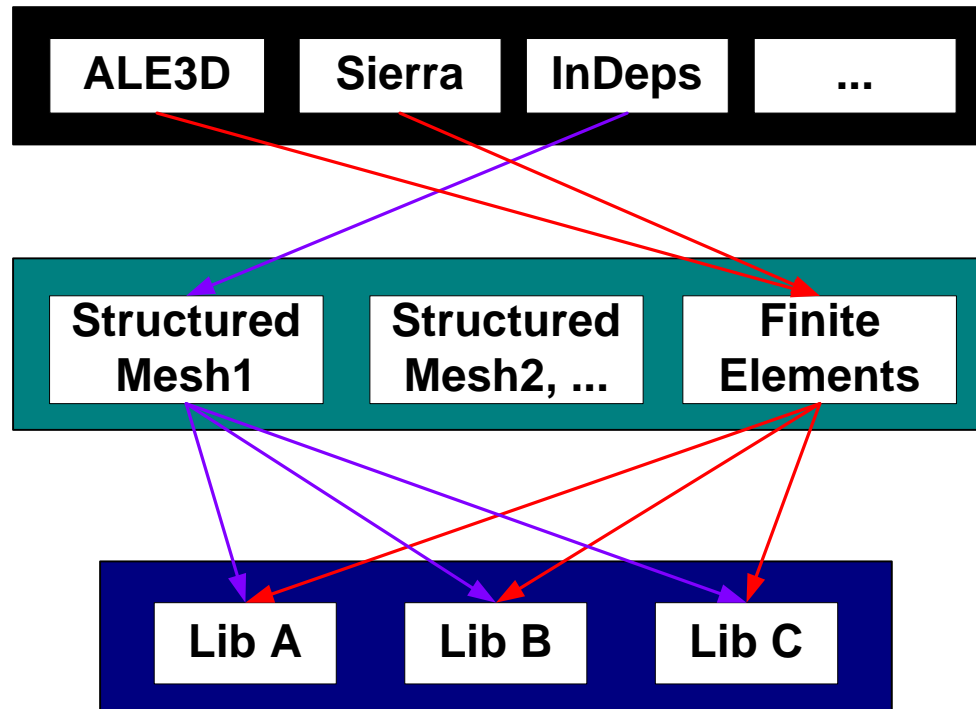 ALE3D
Sierra
InDeps
...
Structured
Mesh1
Structured
Mesh2, ...
Finite
Elements
Lib A
Lib B
Lib C